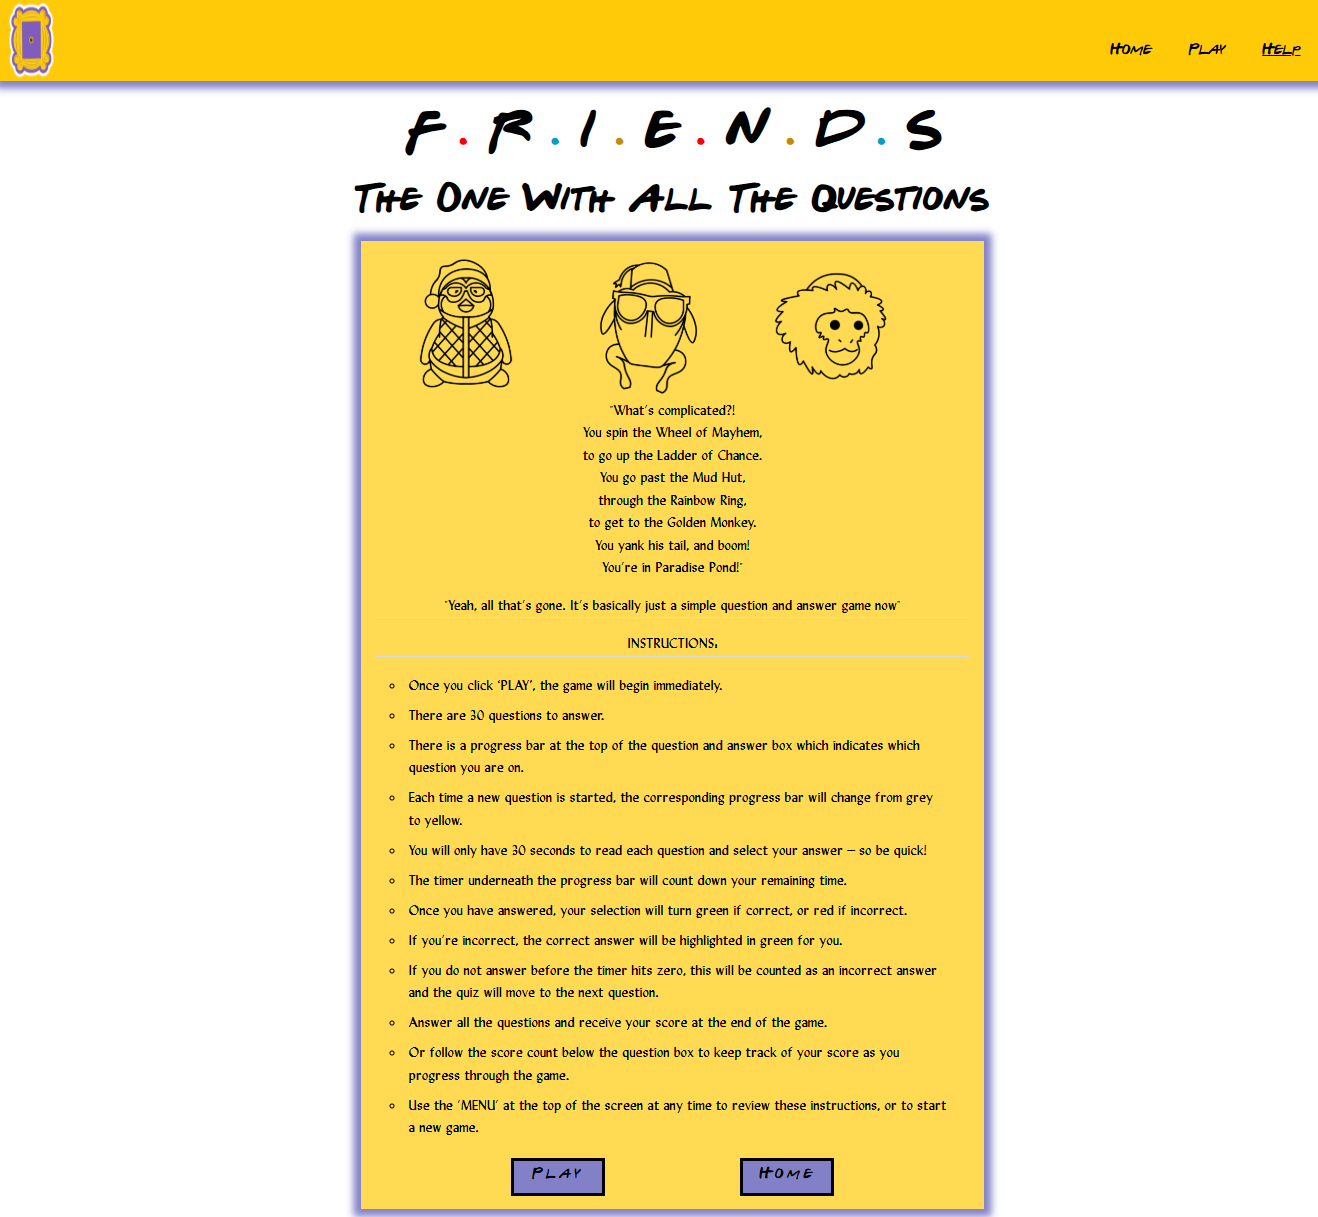 Home Play Help
F.R.I.E.N.D.S
The One With All The Questions
"What's complicated?!
You spin the Wheel of Mayhem,
to go up the Ladder of Chance.
You go past the Mud Hut,
through the Rainbow Ring,
to get to the Golden Monkey.
You yank his tail, and boom!
You're in Paradise Pond!"
"Yeah, all that's gone. It's basically just a simple question and answer game now"
INSTRUCTIONS:
Once you click 'PLAY', the game will begin immediately.
There are 30 questions to answer.
There is a progress bar at the top of the question and answer box which indicates which
question you are on.
Each time a new question is started, the corresponding progress bar will change from grey
to yellow.
You will only have 30 seconds to read each question and select your answer – so be quick!
The timer underneath the progress bar will count down your remaining time.
Once you have answered, your selection will turn green if correct, or red if incorrect.
If you're incorrect, the correct answer will be highlighted in green for you.
If you do not answer before the timer hits zero, this will be counted as an incorrect answer
and the quiz will move to the next question.
Answer all the questions and receive your score at the end of the game.
Or follow the score count below the question box to keep track of your score as you
progress through the game.
Use the 'MENU' at the top of the screen at any time to review these instructions, or to start
a new game.
Play Home